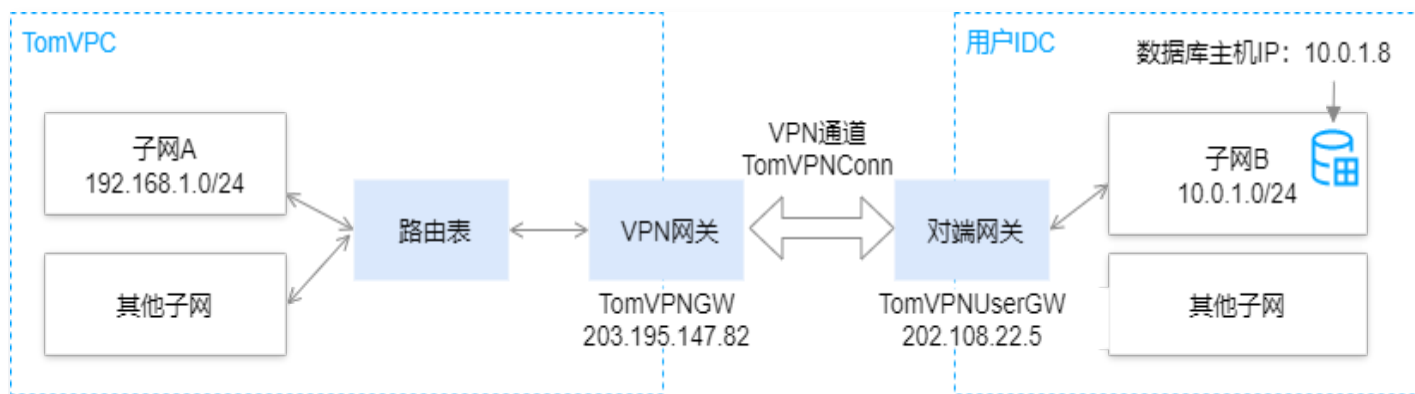 TomVPC
子网A
192.168.1.0/24
其他子网
路由表
VPN网关
TomVPNGW
203.195.147.82
VPN通道
TomVPNConn
用户IDC
数据库主机IP：10.0.1.8
对端网关
TomVPNUserGW
202.108.22.5
子网B
10.0.1.0/24
其他子网